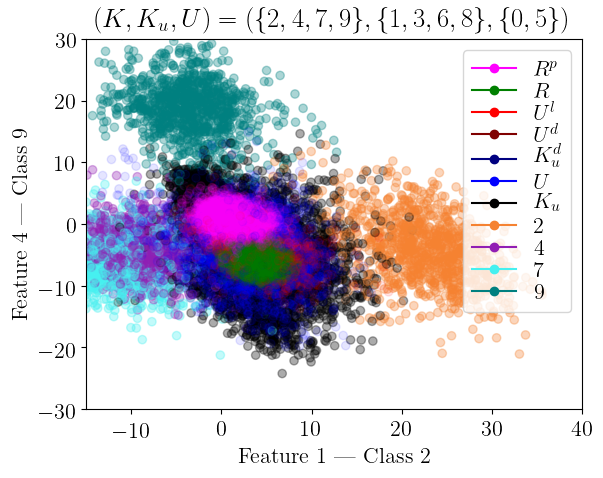 (K, K_u, U) = ({2, 4, 7, 9}, {1, 3, 6, 8}, {0, 5})
30
20
10
0
−10
−20
−30
Feature 4 — Class 9
R^p
R
U^l
U^d
K_u^d
U
K_u
2
4
7
9
−10
0
10
20
30
40
Feature 1 — Class 2